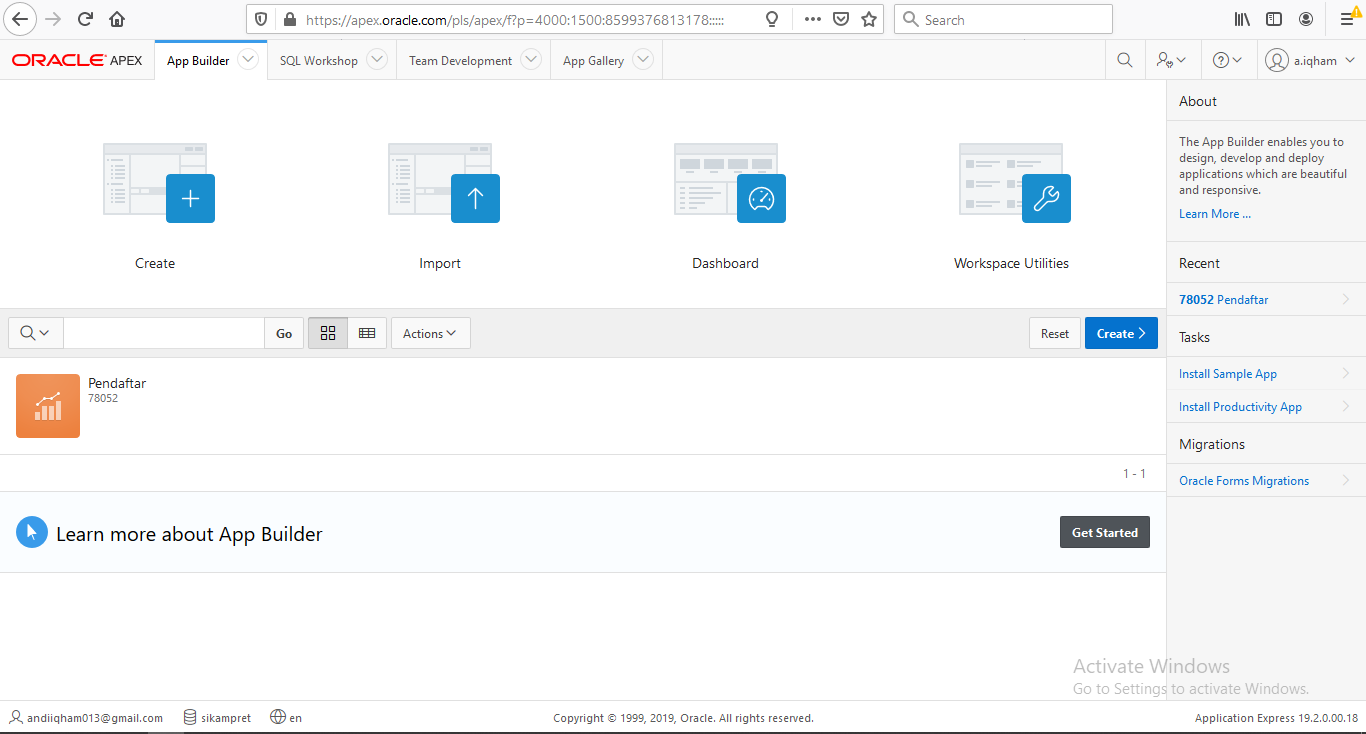 https://apex.oracle.com/pls/apex/f?p=4000:1500:8599376813178:::::
Search
ORACLE APEX
App Builder
SQL Workshop
Team Development
App Gallery
a.iqham
Create
Import
Dashboard
Workspace Utilities
Go
Actions
Reset
Create
Pendaftar
78052
1 - 1
Learn more about App Builder
Get Started
About
The App Builder enables you to
design, develop and deploy
applications which are beautiful
and responsive.
Learn More ...
Recent
78052 Pendaftar
Tasks
Install Sample App
Install Productivity App
Migrations
Oracle Forms Migrations
Activate Windows
Go to Settings to activate Windows.
andiiqham013@gmail.com
sikampret
en
Copyright © 1999, 2019, Oracle. All rights reserved.
Application Express 19.2.0.00.18